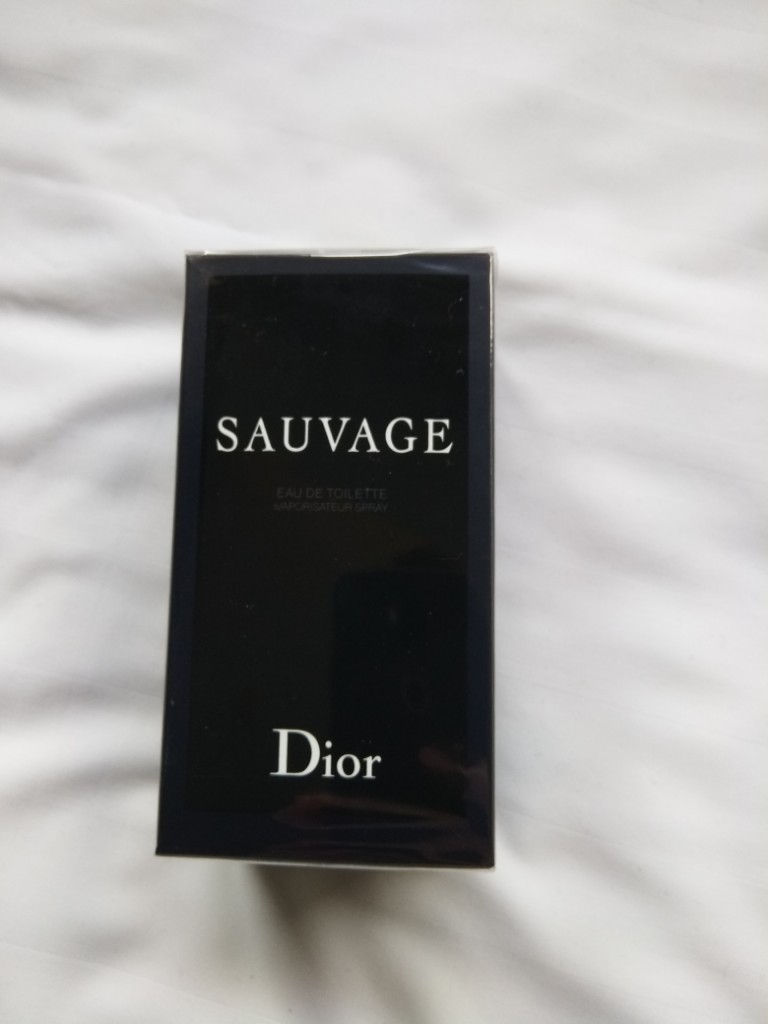 SAUVAGE
EAU DE TOILETTE
VAPORISATEUR SPRAY
Dior